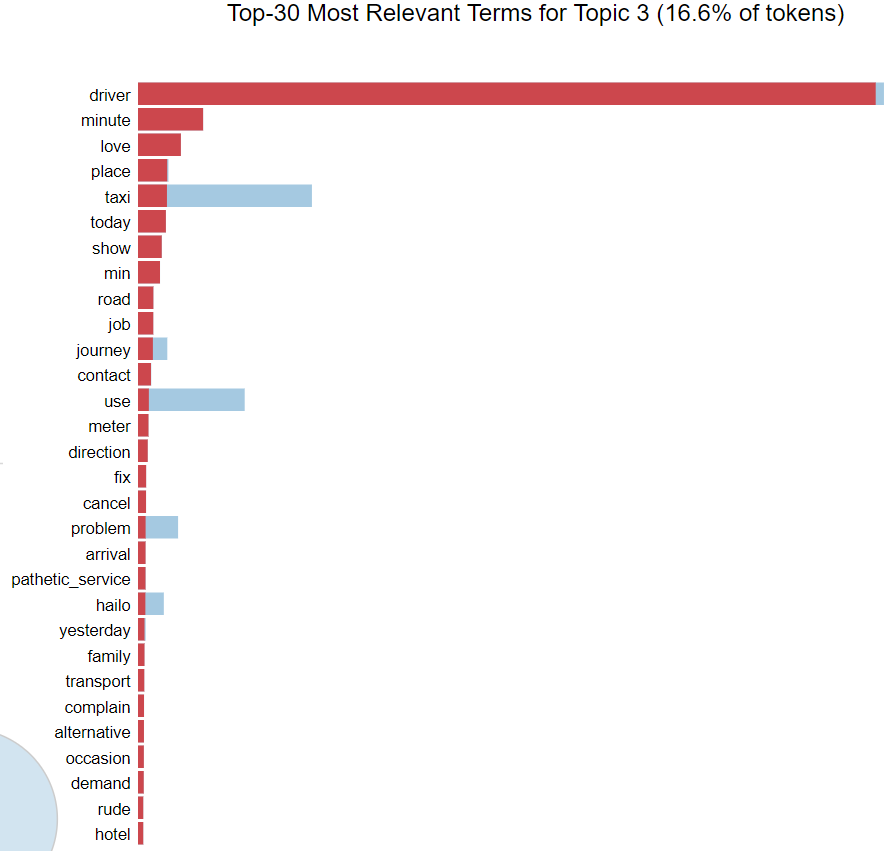 Top-30 Most Relevant Terms for Topic 3 (16.6% of tokens)
driver
minute
love
place
taxi
today
show
min
road
job
journey
contact
use
meter
direction
fix
cancel
problem
arrival
pathetic_service
hailo
yesterday
family
transport
complain
alternative
occasion
demand
rude
hotel